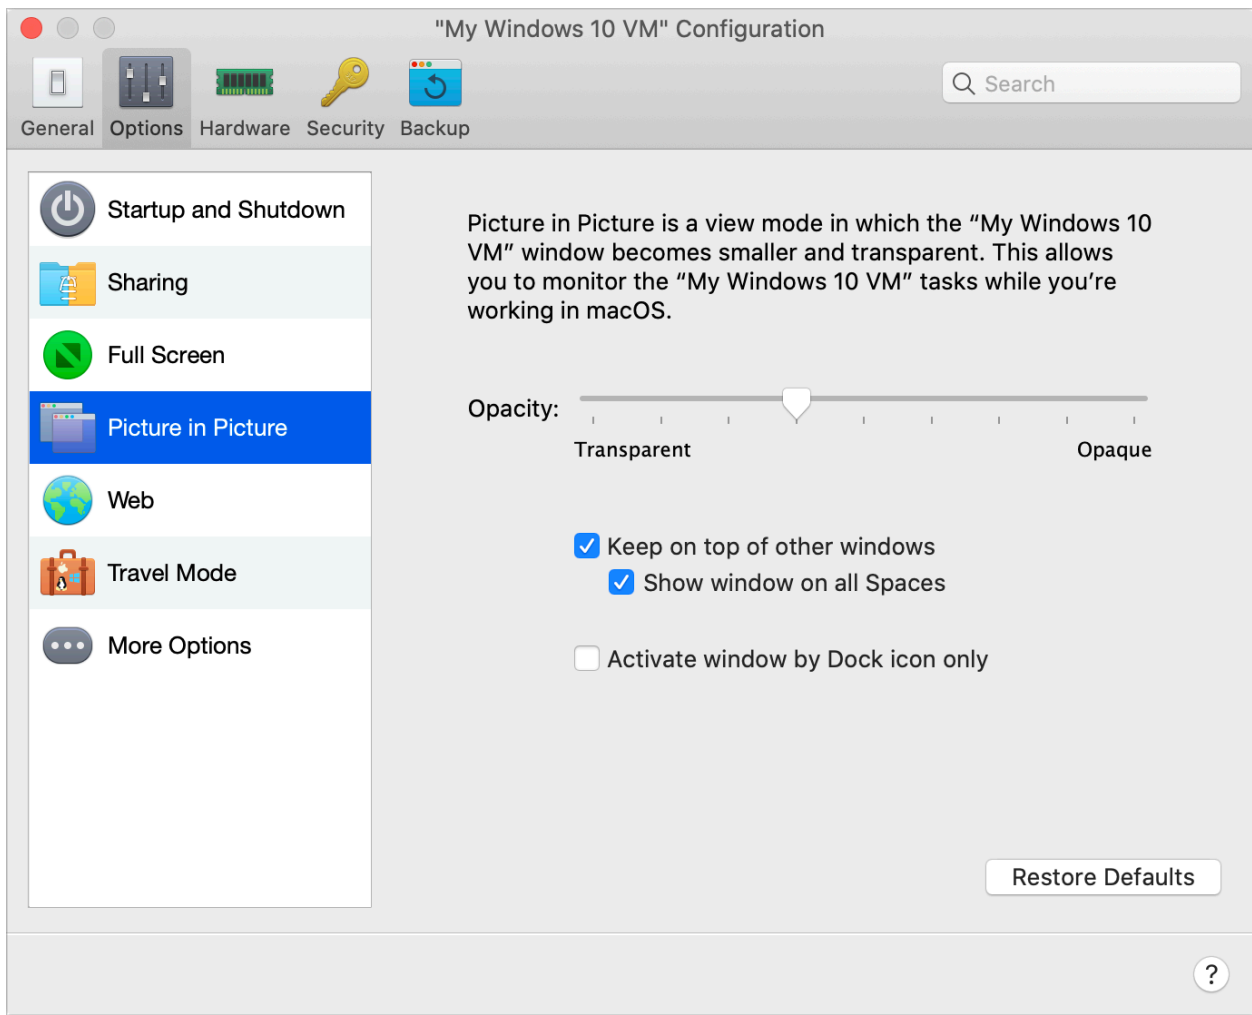 "My Windows 10 VM" Configuration
General Options Hardware Security Backup
Search
Startup and Shutdown
Sharing
Full Screen
Picture in Picture
Web
Travel Mode
More Options
Picture in Picture is a view mode in which the “My Windows 10
VM” window becomes smaller and transparent. This allows
you to monitor the “My Windows 10 VM” tasks while you’re
working in macOS.
Opacity:
Transparent Opaque
Keep on top of other windows
Show window on all Spaces
Activate window by Dock icon only
Restore Defaults
?